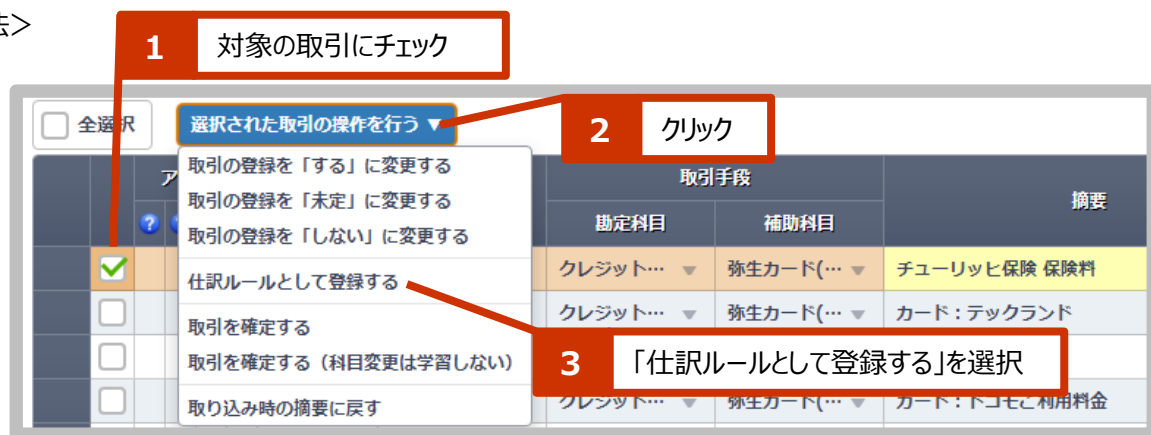 法>
1 対象の取引にチェック
全選択
選択された取引の操作を行う ▼
2 クリック
取引の登録を「する」に変更する
取引の登録を「未定」に変更する
取引の登録を「しない」に変更する
仕訳ルールとして登録する
取引を確定する
取引を確定する（科目変更は学習しない）
取り込み時の摘要に戻す
ア
取引手段
摘要
勘定科目
補助科目
クレジット… 弥生カード(… チューリッヒ保険 保険料
クレジット… 弥生カード(… カード：テックランド
3 「仕訳ルールとして登録する」を選択
クレジット… 弥生カード(… カード：ドコモご利用料金